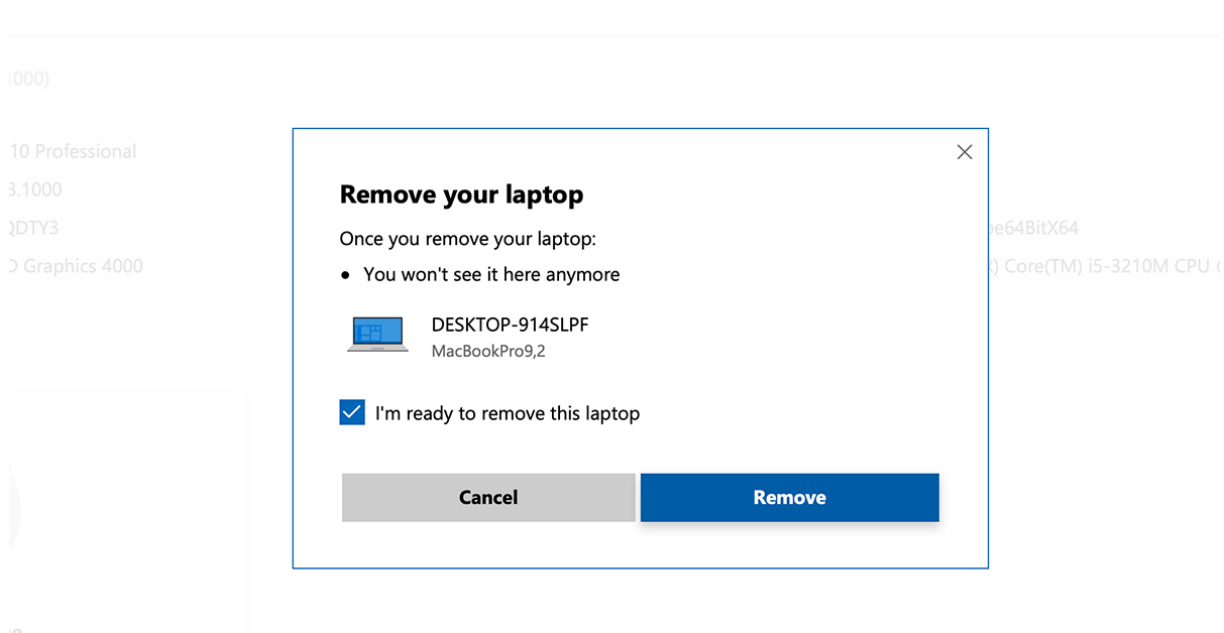 1000)
10 Professional
3.1000
QDTY3
be64BitX64
D Graphics 4000
R) Core(TM) i5-3210M CPU
Remove your laptop
Once you remove your laptop:
• You won't see it here anymore
DESKTOP-914SLPF
MacBookPro9,2
I'm ready to remove this laptop
Cancel
Remove